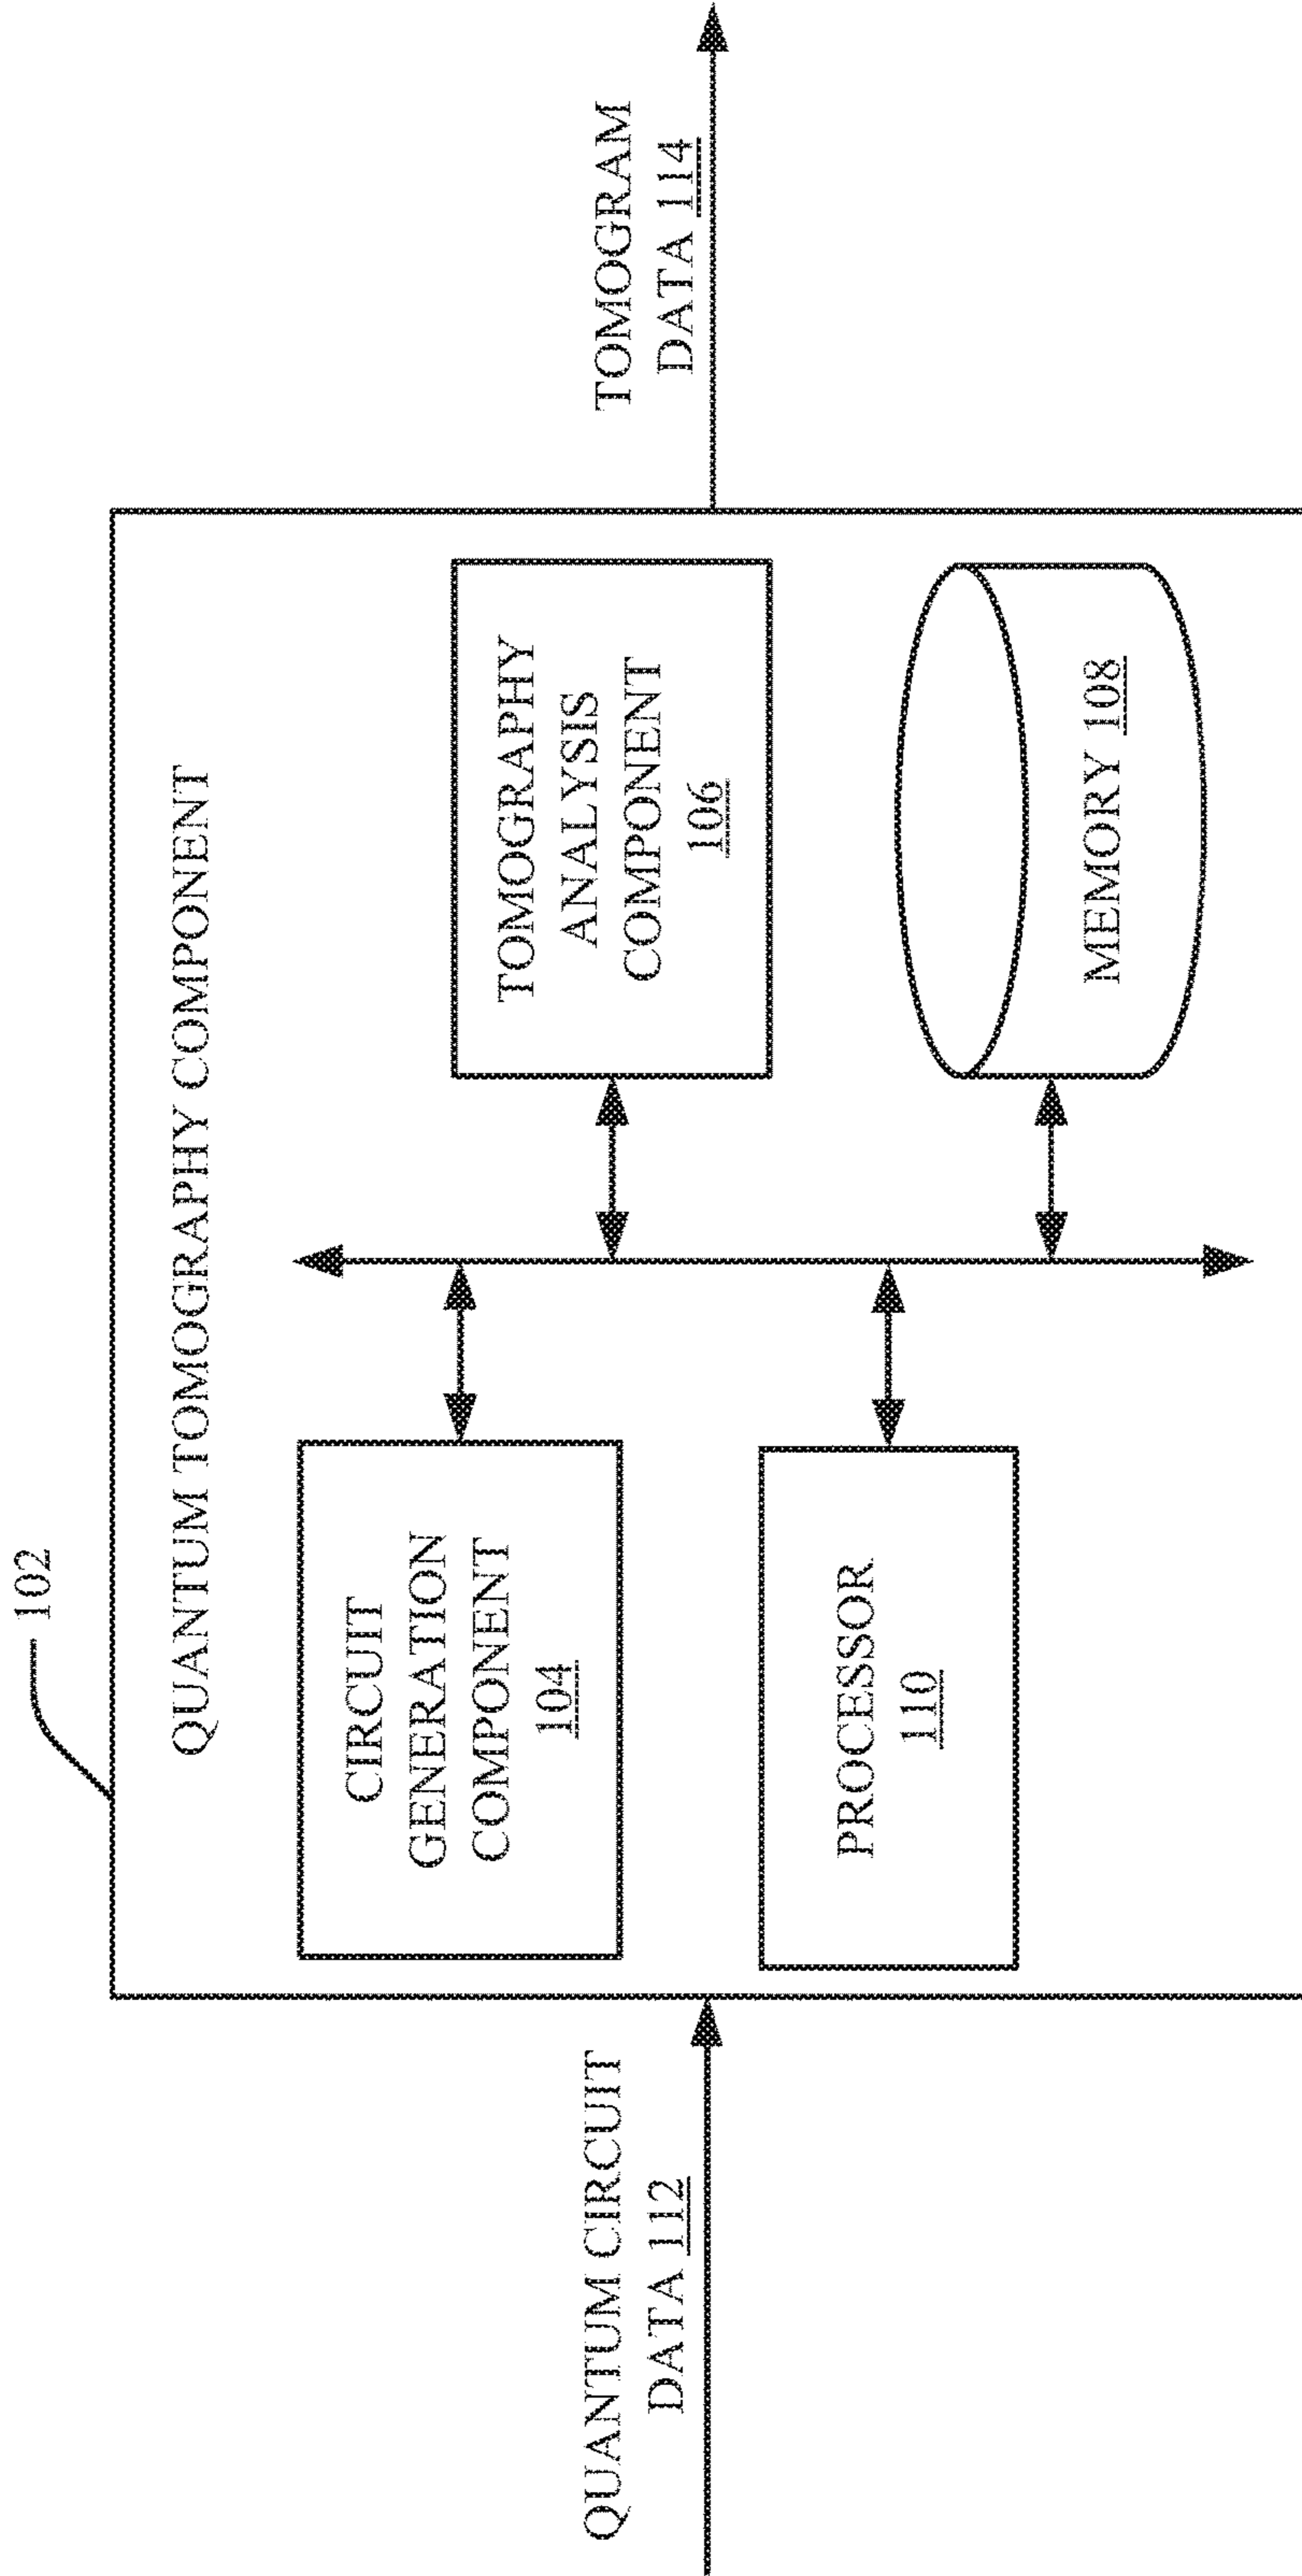 102
QUANTUM TOMOGRAPHY COMPONENT
QUANTUM CIRCUIT
DATA 112
CIRCUIT
GENERATION
COMPONENT
104
PROCESSOR
110
TOMOGRAPHY
ANALYSIS
COMPONENT
106
MEMORY 108
TOMOGRAM
DATA 114